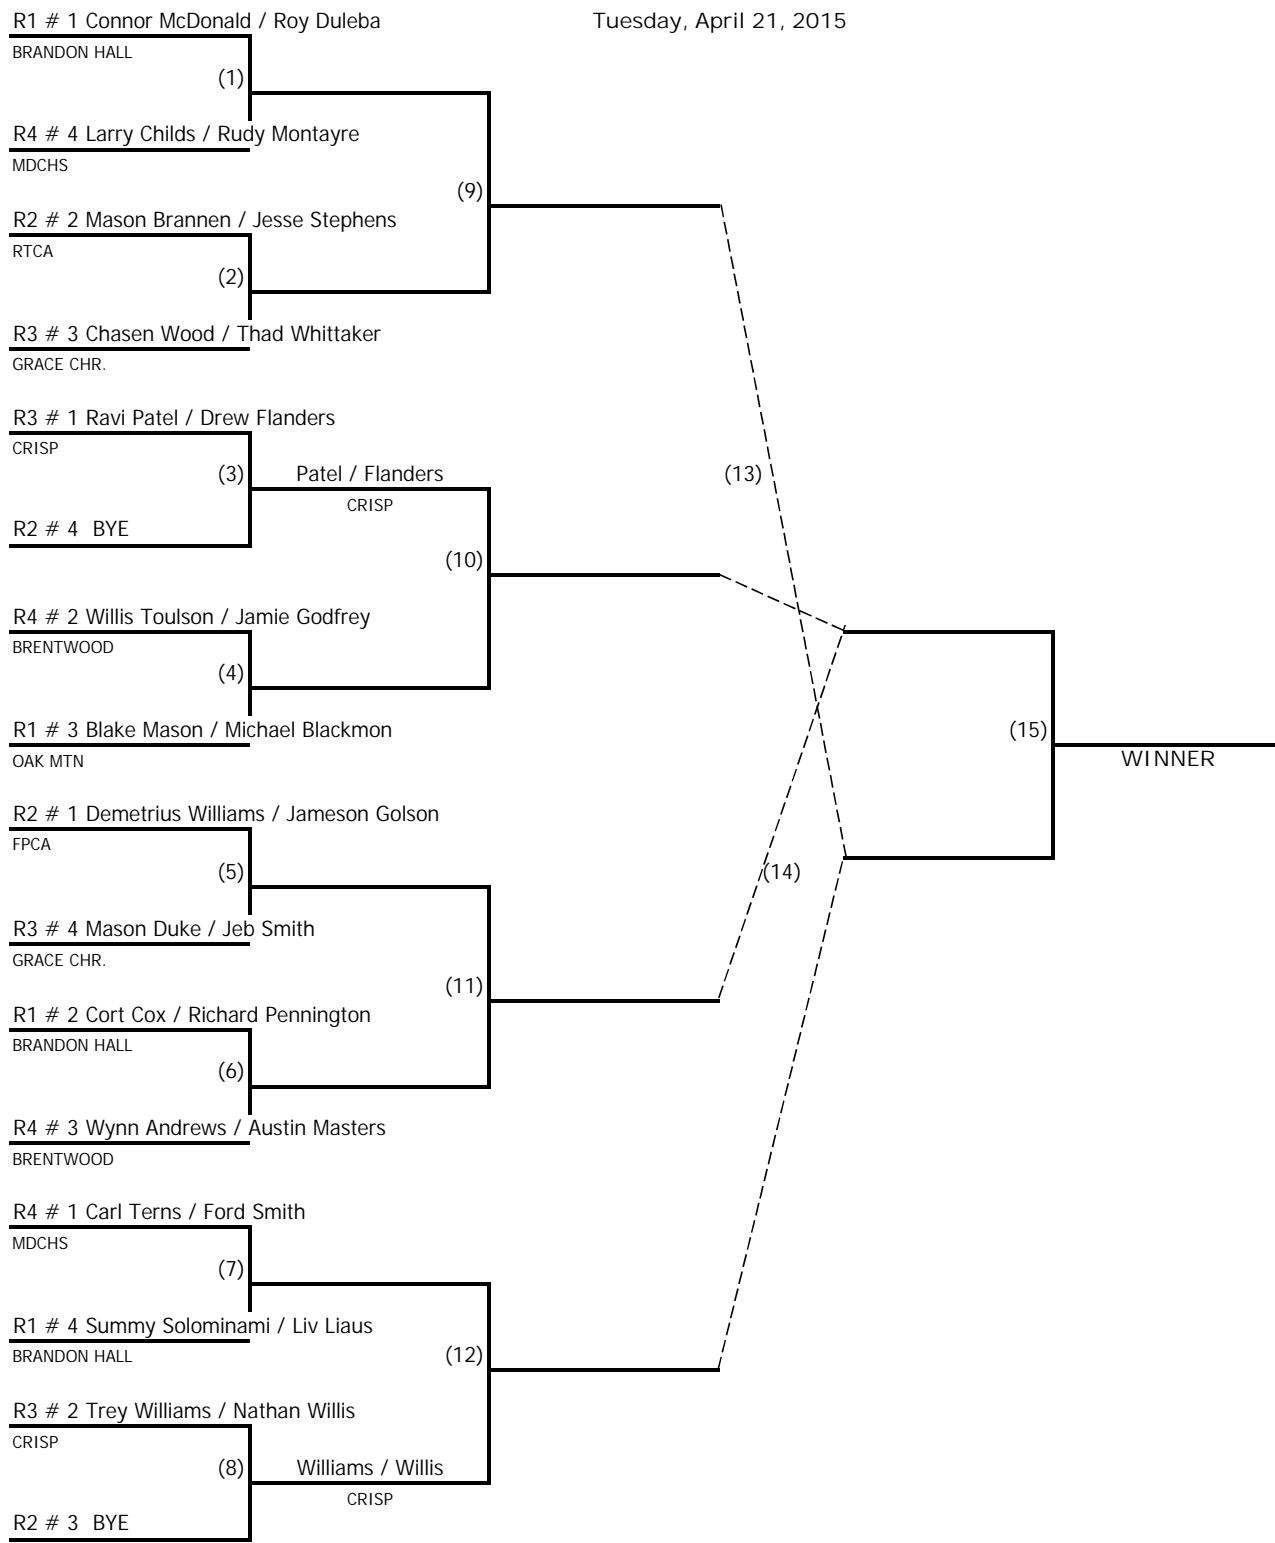 R1 # 1 Connor McDonald / Roy Duleba
Tuesday, April 21, 2015
BRANDON HALL
(1)
R4 # 4 Larry Childs / Rudy Montayre
MDCHS
(9)
R2 # 2 Mason Brannen / Jesse Stephens
RTCA
(2)
R3 # 3 Chasen Wood / Thad Whittaker
GRACE CHR.
R3 # 1 Ravi Patel / Drew Flanders
CRISP
(3)
Patel / Flanders
(13)
CRISP
R2 # 4 BYE
(10)
R4 # 2 Willis Toulson / Jamie Godfrey
BRENTWOOD
(4)
R1 # 3 Blake Mason / Michael Blackmon
(15)
OAK MTN
WINNER
R2 # 1 Demetrius Williams / Jameson Golson
FPCA
(5)
(14)
R3 # 4 Mason Duke / Jeb Smith
GRACE CHR.
(11)
R1 # 2 Cort Cox / Richard Pennington
BRANDON HALL
(6)
R4 # 3 Wynn Andrews / Austin Masters
BRENTWOOD
R4 # 1 Carl Terns / Ford Smith
MDCHS
(7)
R1 # 4 Summy Solominami / Liv Liaus
BRANDON HALL
(12)
R3 # 2 Trey Williams / Nathan Willis
CRISP
(8)
Williams / Willis
CRISP
R2 # 3 BYE